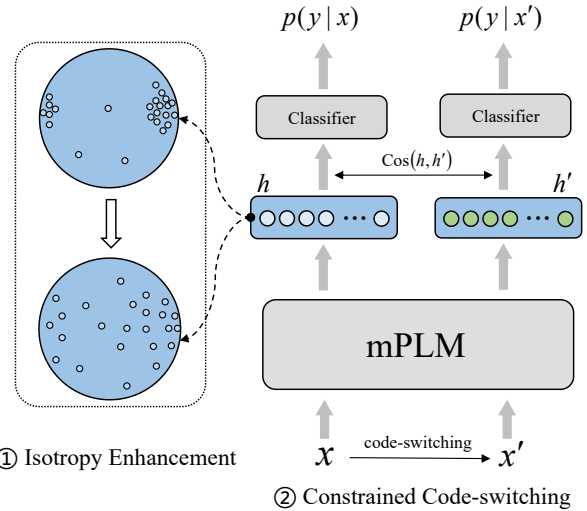 p(y | x)
p(y | x′)
Classifier
Classifier
Cos(h, h′)
h
h′
mPLM
code-switching
x
x′
① Isotropy Enhancement
② Constrained Code-switching